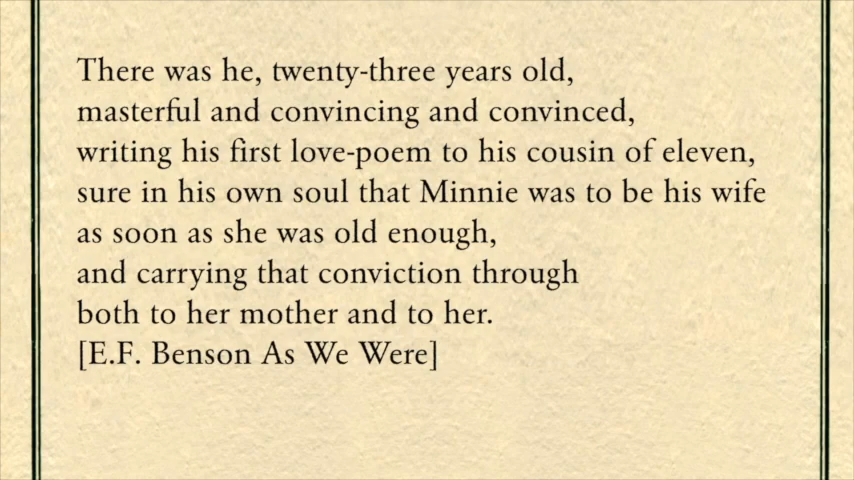 There was he, twenty-three years old,
masterful and convincing and convinced,
writing his first love-poem to his cousin of eleven,
sure in his own soul that Minnie was to be his wife
as soon as she was old enough,
and carrying that conviction through
both to her mother and to her.
[E.F. Benson As We Were]